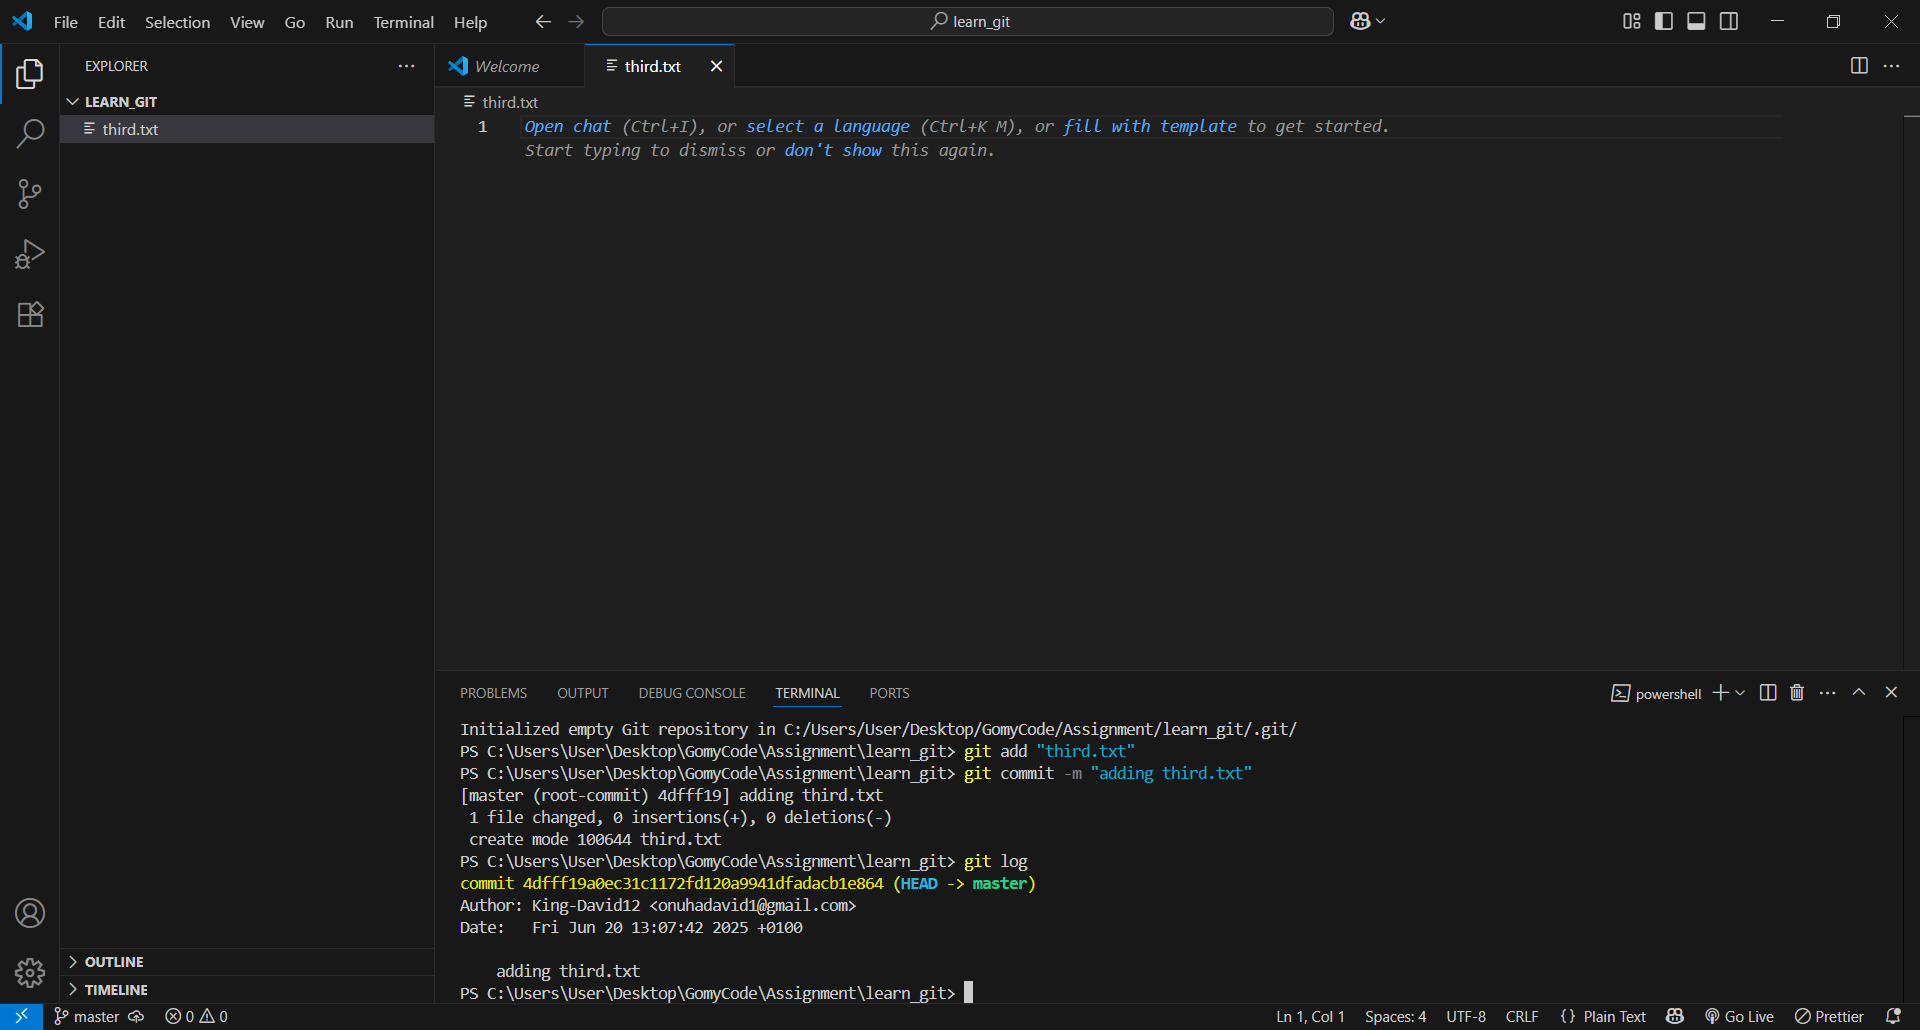 File Edit Selection View Go Run Terminal Help
learn_git
EXPLORER
LEARN_GIT
third.txt
Welcome
third.txt
third.txt
1 Open chat (Ctrl+I), or select a language (Ctrl+K M), or fill with template to get started.
Start typing to dismiss or don't show this again.
PROBLEMS OUTPUT DEBUG CONSOLE TERMINAL PORTS
powershell
Initialized empty Git repository in C:/Users/User/Desktop/GomyCode/Assignment/learn_git/.git/
PS C:\Users\User\Desktop\GomyCode\Assignment\learn_git> git add "third.txt"
PS C:\Users\User\Desktop\GomyCode\Assignment\learn_git> git commit -m "adding third.txt"
[master (root-commit) 4dfff19] adding third.txt
1 file changed, 0 insertions(+), 0 deletions(-)
create mode 100644 third.txt
PS C:\Users\User\Desktop\GomyCode\Assignment\learn_git> git log
commit 4dfff19a0ec31c1172fd120a9941dfadacb1e864 (HEAD -> master)
Author: King-David12 <onuhadavid1@gmail.com>
Date:   Fri Jun 20 13:07:42 2025 +0100
adding third.txt
PS C:\Users\User\Desktop\GomyCode\Assignment\learn_git>
OUTLINE
TIMELINE
master 0 0 Ln 1, Col 1 Spaces: 4 UTF-8 CRLF {} Plain Text Go Live Prettier